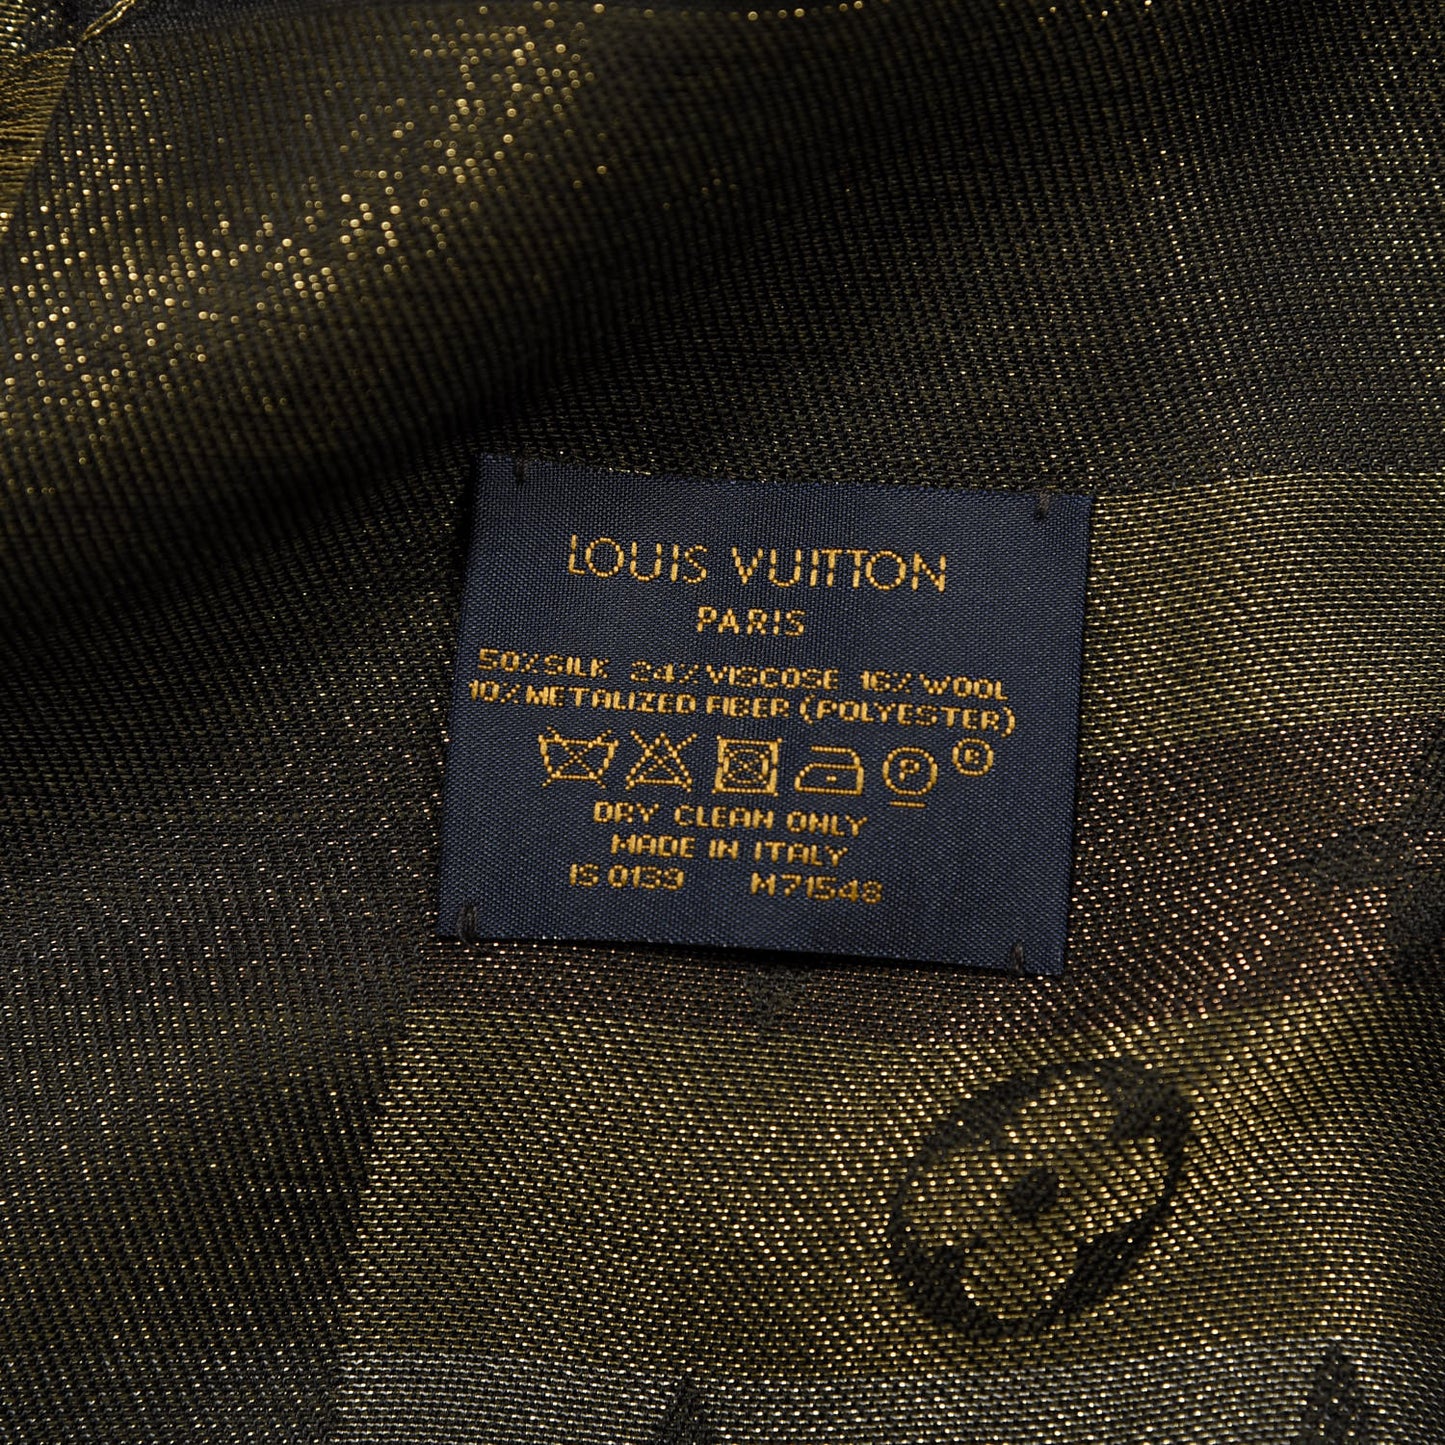 LOUIS VUITTON
PARIS
50% SILK 24% VISCOSE 16% WOOL
10% METALIZED FIBER (POLYESTER)
P R
DRY CLEAN ONLY
MADE IN ITALY
IS 0139 M71548